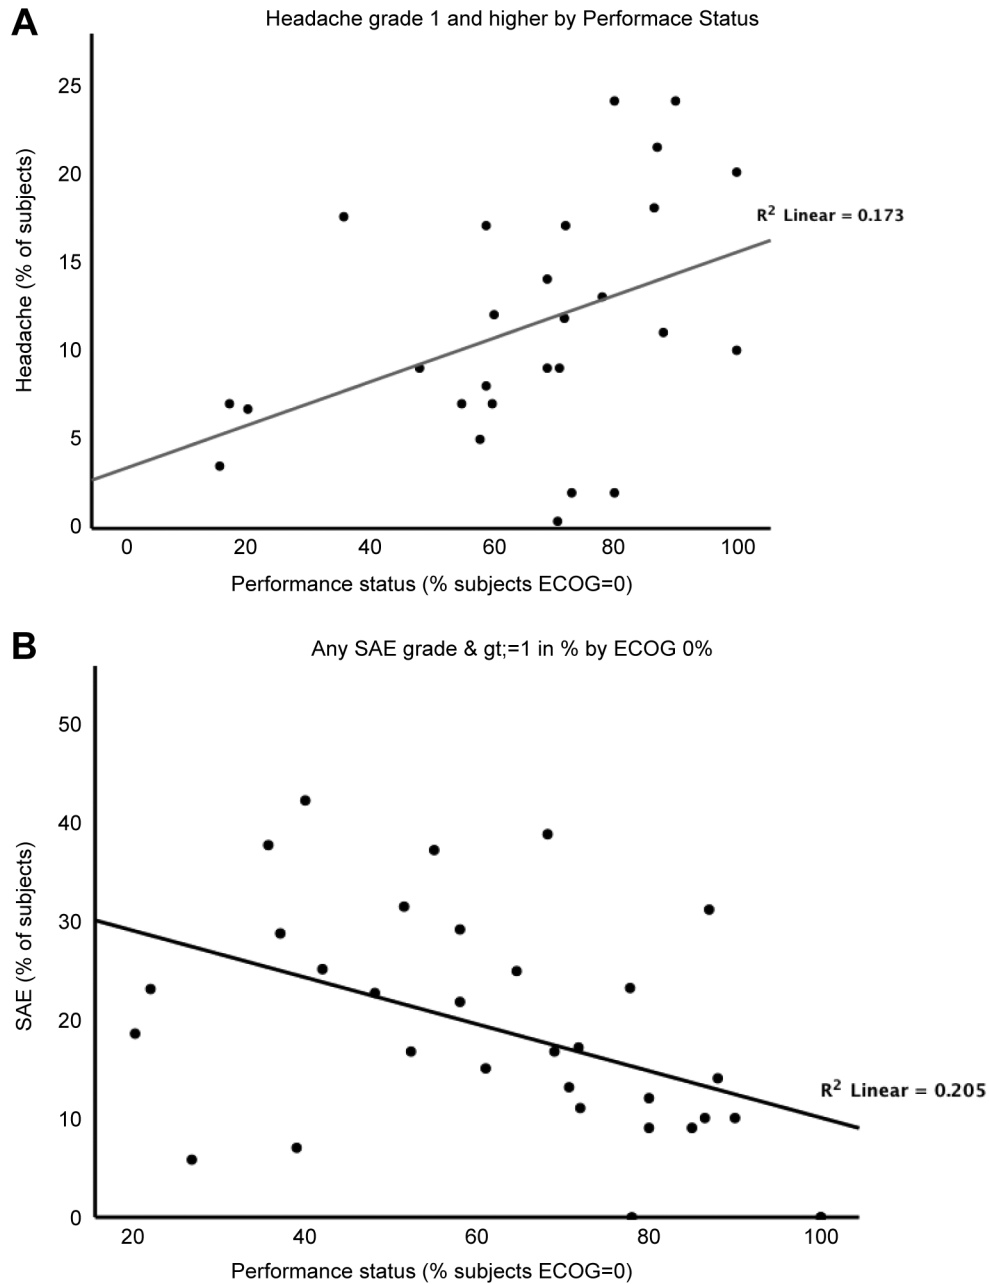 A
Headache grade 1 and higher by Performace Status
Headache (% of subjects)
25
20
15
10
5
0
R² Linear = 0.173
0 20 40 60 80 100
Performance status (% subjects ECOG=0)
B
Any SAE grade & gt;=1 in % by ECOG 0%
SAE (% of subjects)
50
40
30
20
10
0
R² Linear = 0.205
20 40 60 80 100
Performance status (% subjects ECOG=0)